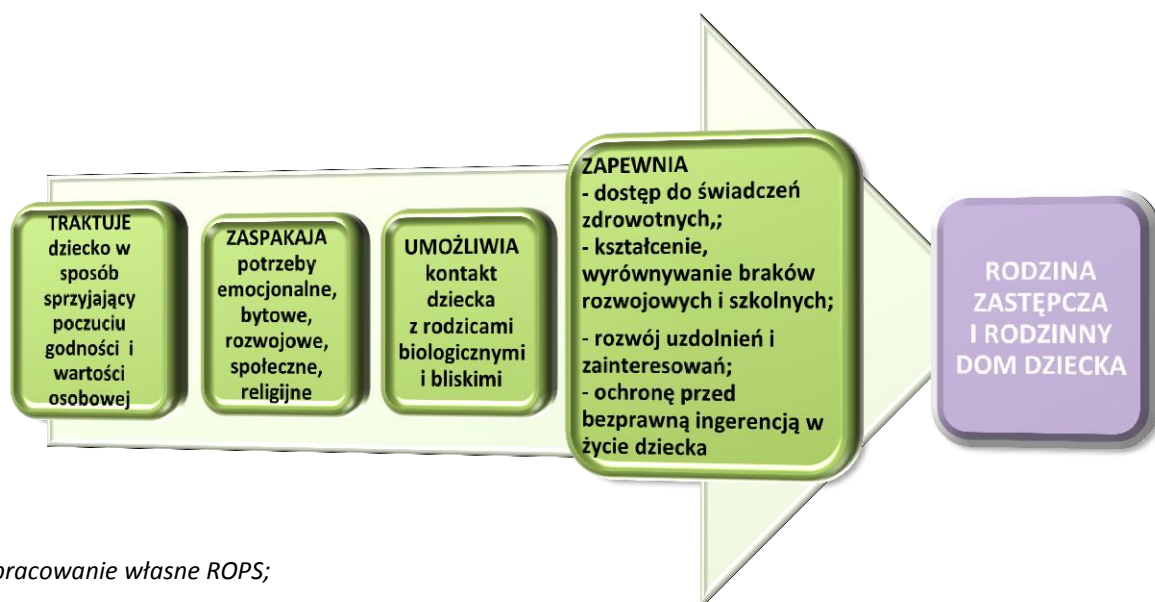 TRAKTUJE
dziecko w
sposób
sprzyjający
poczuciu
godności i
wartości
osobowej
ZASPAKAJA
potrzeby
emocjonalne,
bytowe,
rozwojowe,
społeczne,
religijne
UMOŻLIWIA
kontakt
dziecka
z rodzicami
biologicznymi
i bliskimi
ZAPEWNIA
- dostęp do świadczeń
zdrowotnych,;
- kształcenie,
wyrównywanie braków
rozwojowych i szkolnych;
- rozwój uzdolnień i
zainteresowań;
- ochronę przed
bezprawną ingerencją w
życie dziecka
RODZINA
ZASTĘPCZA
I RODZINNY
DOM DZIECKA
pracowanie własne ROPS;